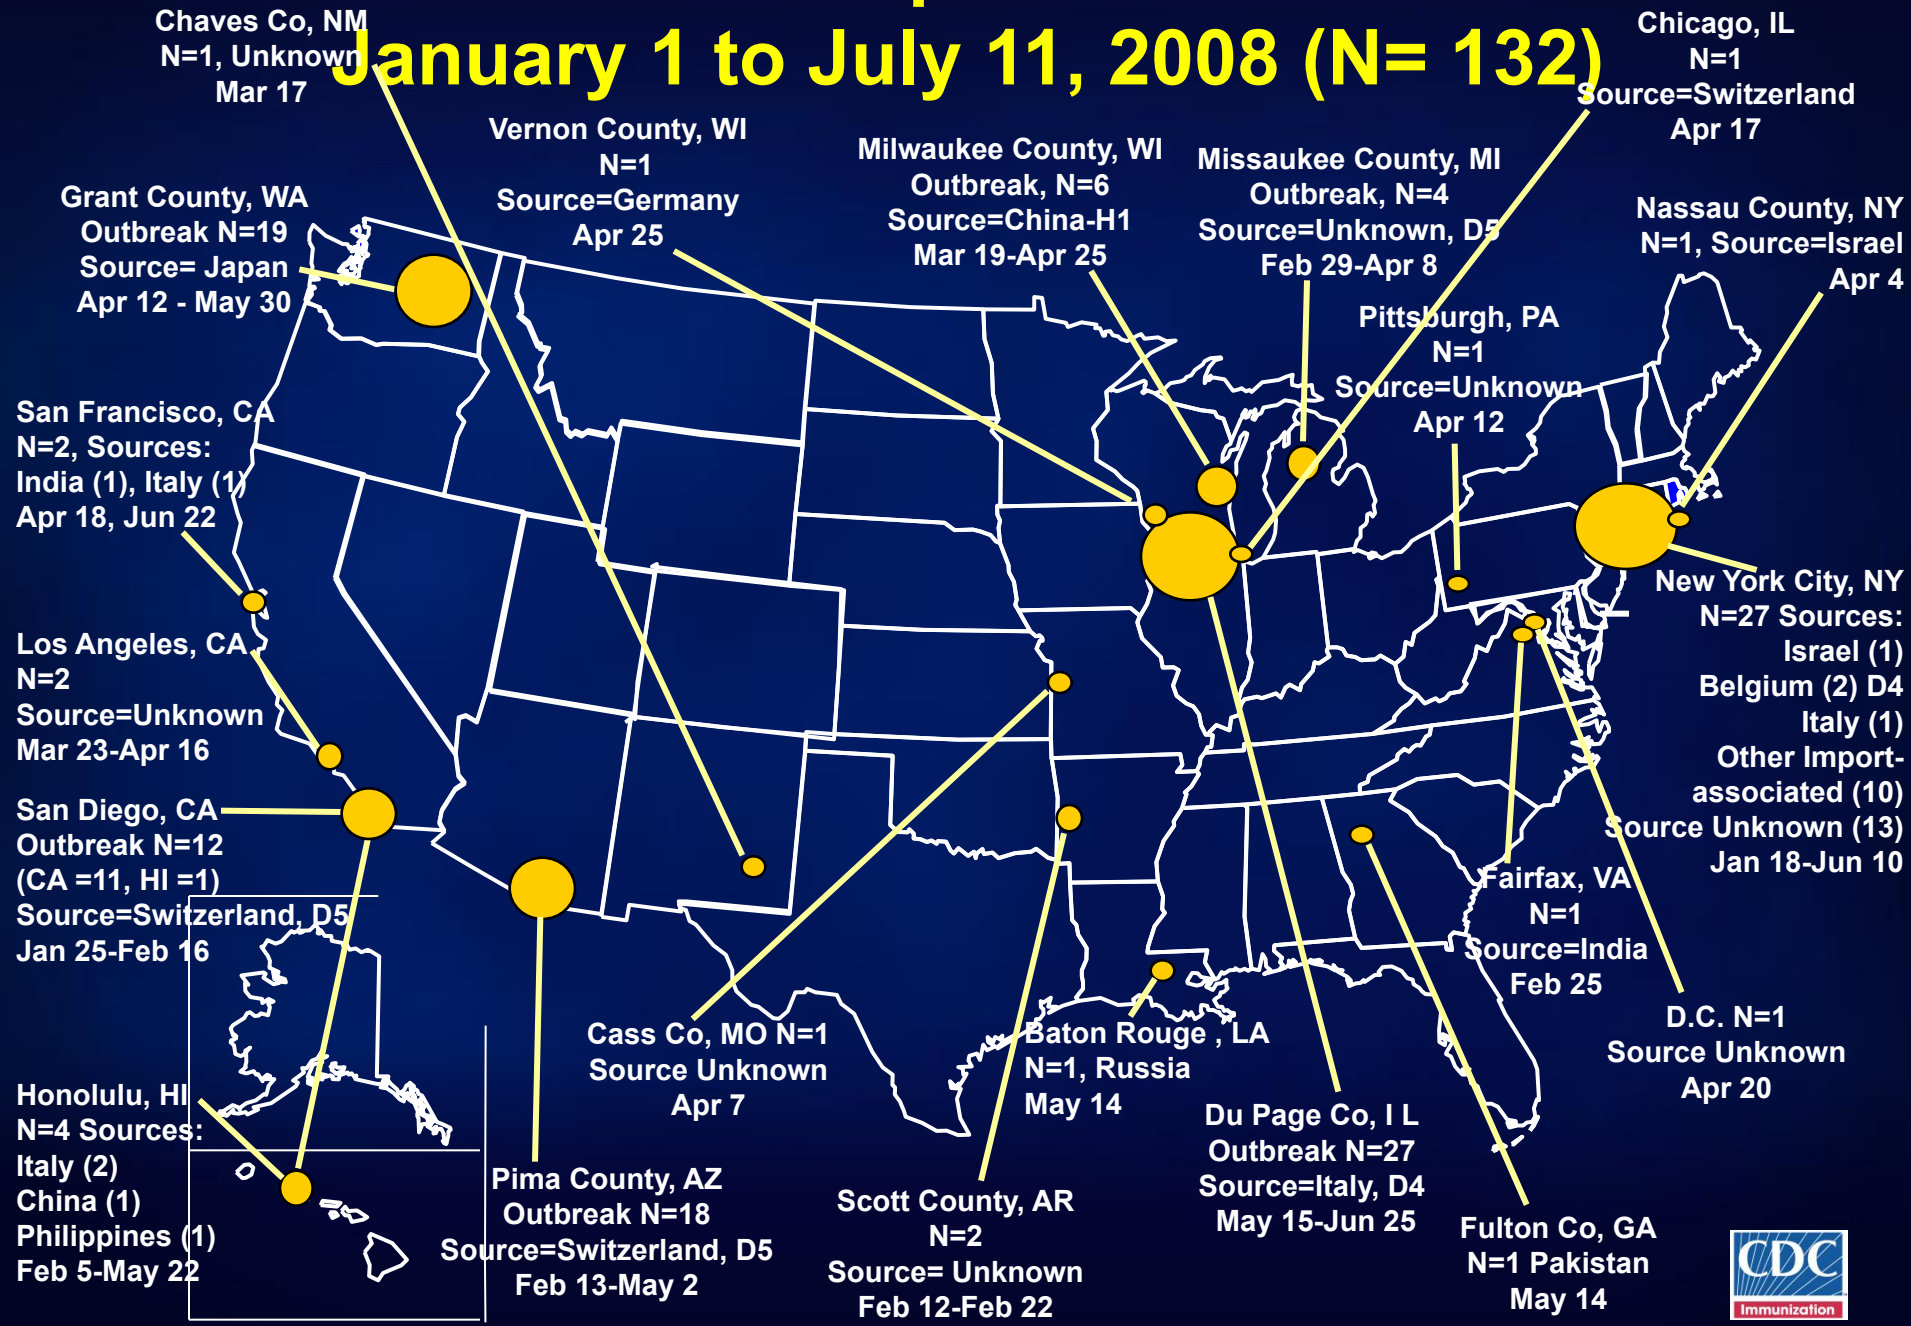 January 1 to July 11, 2008 (N= 132)
Chaves Co, NM
N=1, Unknown
Mar 17
Chicago, IL
N=1
Source=Switzerland
Apr 17
Vernon County, WI
N=1
Source=Germany
Apr 25
Milwaukee County, WI
Outbreak, N=6
Source=China-H1
Mar 19-Apr 25
Missaukee County, MI
Outbreak, N=4
Source=Unknown, D5
Feb 29-Apr 8
Grant County, WA
Outbreak N=19
Source= Japan
Apr 12 - May 30
Nassau County, NY
N=1, Source=Israel
Apr 4
Pittsburgh, PA
N=1
Source=Unknown
Apr 12
San Francisco, CA
N=2, Sources:
India (1), Italy (1)
Apr 18, Jun 22
New York City, NY
N=27 Sources:
Israel (1)
Belgium (2) D4
Italy (1)
Other Import-
associated (10)
Source Unknown (13)
Jan 18-Jun 10
Los Angeles, CA
N=2
Source=Unknown
Mar 23-Apr 16
San Diego, CA
Outbreak N=12
(CA =11, HI =1)
Source=Switzerland, D5
Jan 25-Feb 16
Fairfax, VA
N=1
Source=India
Feb 25
D.C. N=1
Source Unknown
Apr 20
Cass Co, MO N=1
Source Unknown
Apr 7
Baton Rouge , LA
N=1, Russia
May 14
Honolulu, HI
N=4 Sources:
Italy (2)
China (1)
Philippines (1)
Feb 5-May 22
Pima County, AZ
Outbreak N=18
Source=Switzerland, D5
Feb 13-May 2
Scott County, AR
N=2
Source= Unknown
Feb 12-Feb 22
Du Page Co, I L
Outbreak N=27
Source=Italy, D4
May 15-Jun 25
Fulton Co, GA
N=1 Pakistan
May 14
CDC
Immunization